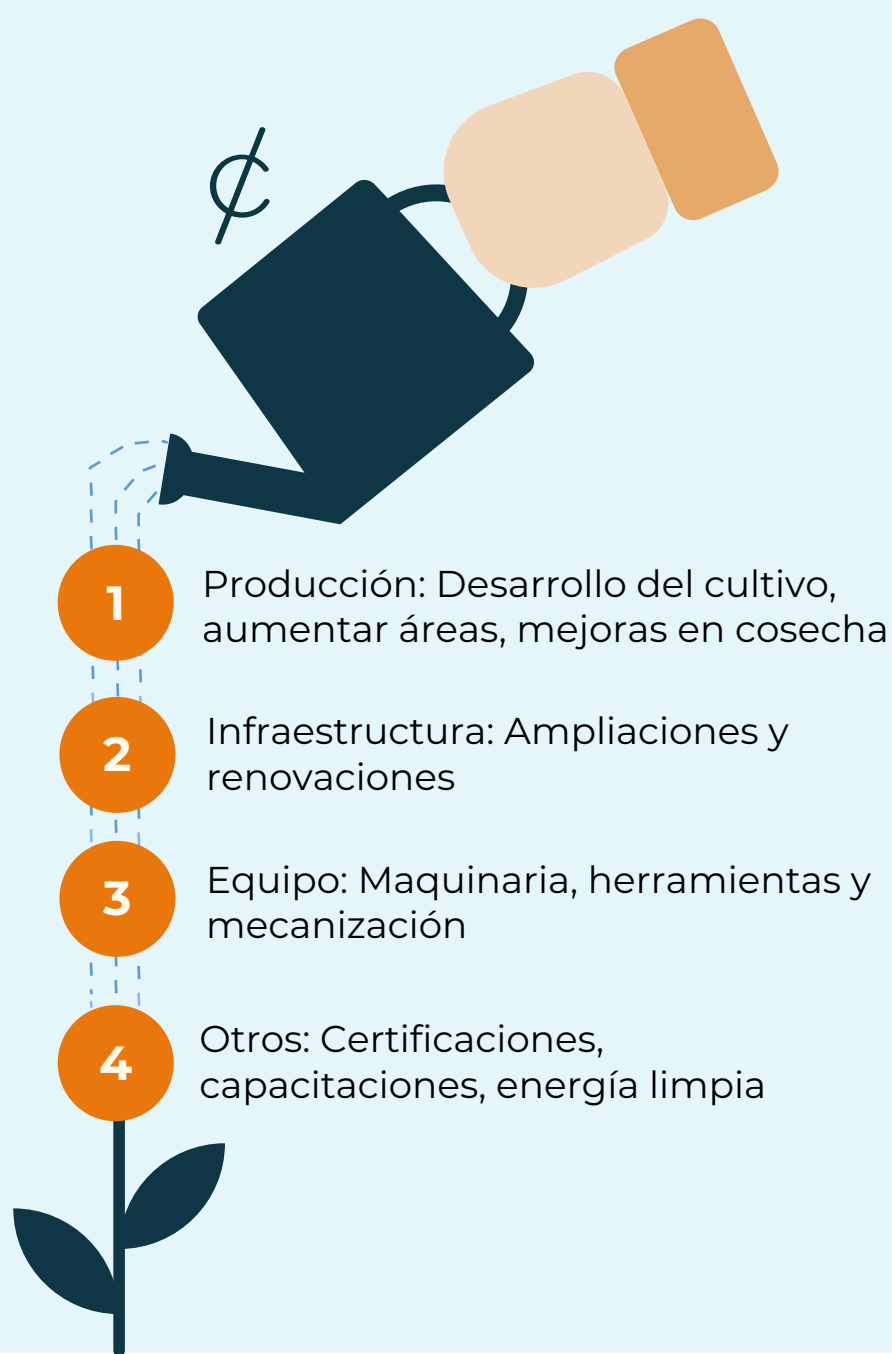 ₡
1
Producción: Desarrollo del cultivo,
aumentar áreas, mejoras en cosecha
2
Infraestructura: Ampliaciones y
renovaciones
3
Equipo: Maquinaria, herramientas y
mecanización
4
Otros: Certificaciones,
capacitaciones, energía limpia